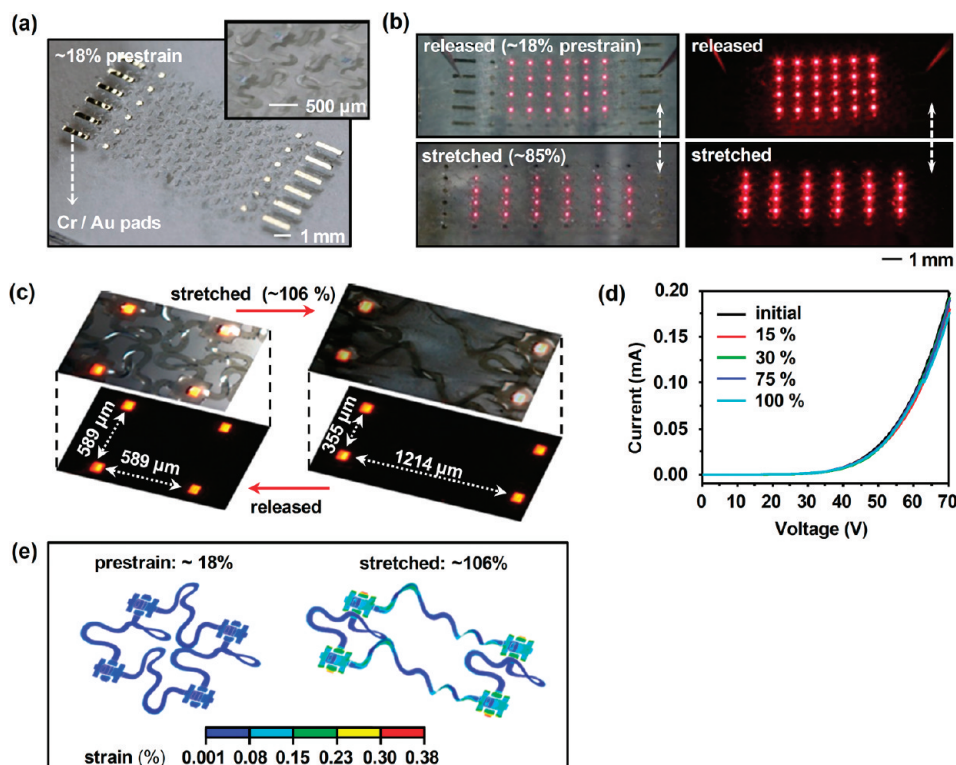 (a)
~18% prestrain
500 µm
Cr / Au pads
1 mm
(b)
released (~18% prestrain)
released
stretched (~85%)
stretched
1 mm
(c)
stretched (~106 %)
589 µm
589 µm
355 µm
1214 µm
released
(d)
0.20
0.15
0.10
0.05
0.00
Current (mA)
initial
15 %
30 %
75 %
100 %
0 10 20 30 40 50 60 70
Voltage (V)
(e)
prestrain: ~ 18%
stretched: ~106%
strain (%) 0.001 0.08 0.15 0.23 0.30 0.38